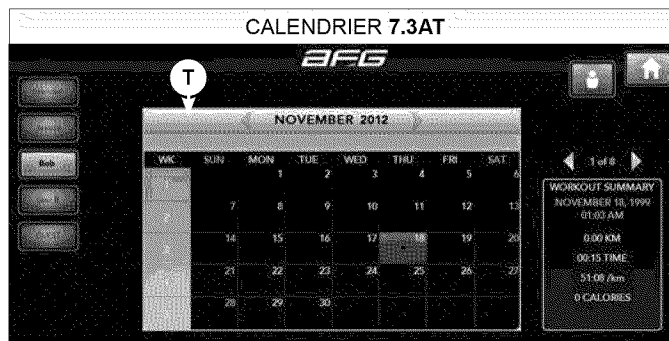 CALENDRIER 7.3AT
AFG
T
NOVEMBER 2012
WK SUN MON TUE WED THU FRI SAT
1 2 3 4 5 6
7 8 9 10 11 12 13
14 15 16 17 18 19 20
21 22 23 24 25 26 27
28 29 30
Bob
1 of 8
WORKOUT SUMMARY
NOVEMBER 18, 1999
01:03 AM
0.00 KM
00:15 TIME
51:08 /km
0 CALORIES